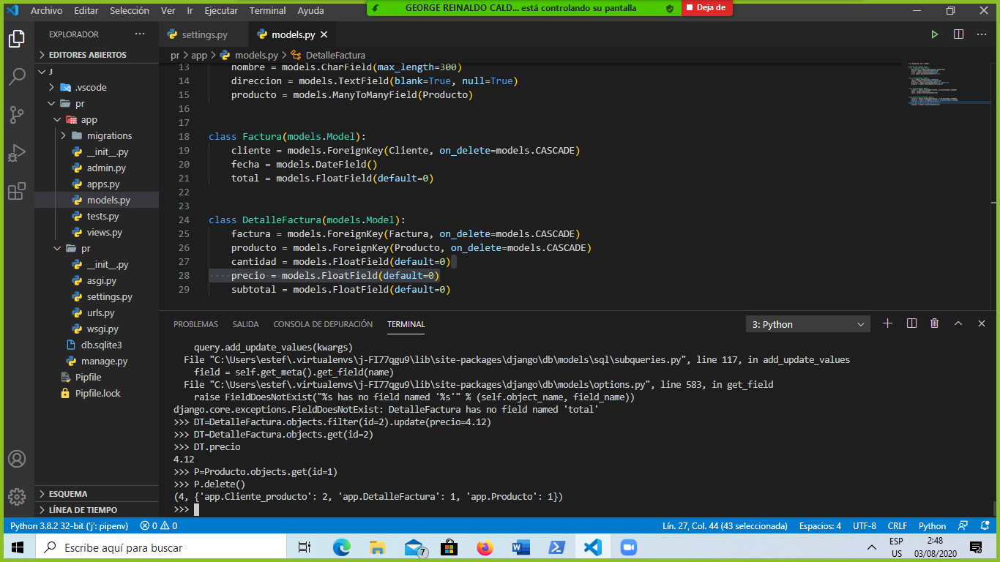 GEORGE REINALDO CALD... está controlando su pantalla
Deja de
Archivo Editar Selección Ver Ir Ejecutar Terminal Ayuda
EXPLORADOR
settings.py
models.py
EDITORES ABIERTOS
pr > app > models.py > DetalleFactura
J
.vscode
pr
app
migrations
__init__.py
admin.py
apps.py
models.py
tests.py
views.py
pr
__init__.py
asgi.py
settings.py
urls.py
wsgi.py
db.sqlite3
manage.py
Pipfile
Pipfile.lock
ESQUEMA
LÍNEA DE TIEMPO
13 nombre = models.CharField(max_length=300)
14 direccion = models.TextField(blank=True, null=True)
15 producto = models.ManyToManyField(Producto)
16
17
18 class Factura(models.Model):
19 cliente = models.ForeignKey(Cliente, on_delete=models.CASCADE)
20 fecha = models.DateField()
21 total = models.FloatField(default=0)
22
23
24 class DetalleFactura(models.Model):
25 factura = models.ForeignKey(Factura, on_delete=models.CASCADE)
26 producto = models.ForeignKey(Producto, on_delete=models.CASCADE)
27 cantidad = models.FloatField(default=0)
28 precio = models.FloatField(default=0)
29 subtotal = models.FloatField(default=0)
PROBLEMAS SALIDA CONSOLA DE DEPURACIÓN TERMINAL
3: Python
query.add_update_values(kwargs)
File "C:\Users\estef\.virtualenvs\j-FI77qgu9\lib\site-packages\django\db\models\sql\subqueries.py", line 117, in add_update_values
field = self.get_meta().get_field(name)
File "C:\Users\estef\.virtualenvs\j-FI77qgu9\lib\site-packages\django\db\models\options.py", line 583, in get_field
raise FieldDoesNotExist("%s has no field named '%s'" % (self.object_name, field_name))
django.core.exceptions.FieldDoesNotExist: DetalleFactura has no field named 'total'
>>> DT=DetalleFactura.objects.filter(id=2).update(precio=4.12)
>>> DT=DetalleFactura.objects.get(id=2)
>>> DT.precio
4.12
>>> P=Producto.objects.get(id=1)
>>> P.delete()
(4, {'app.Cliente_producto': 2, 'app.DetalleFactura': 1, 'app.Producto': 1})
>>>
Python 3.8.2 32-bit ('j': pipenv) 0 0
Lín. 27, Col. 44 (43 seleccionada) Espacios: 4 UTF-8 CRLF Python
Escribe aquí para buscar
7
ESP
US
2:48
03/08/2020